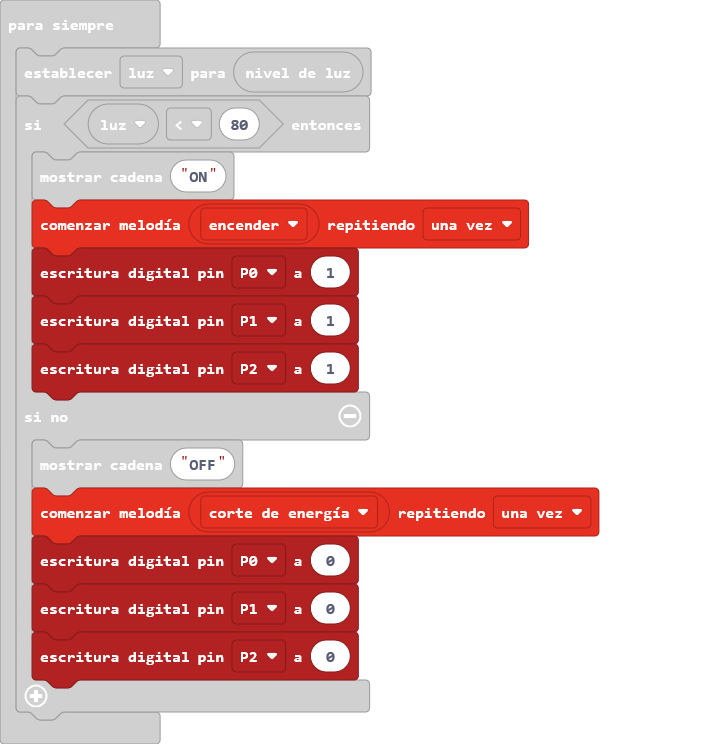 para siempre
establecer luz para nivel de luz
si luz < 80 entonces
mostrar cadena "ON"
comenzar melodía encender repitiendo una vez
escritura digital pin P0 a 1
escritura digital pin P1 a 1
escritura digital pin P2 a 1
si no
mostrar cadena "OFF"
comenzar melodía corte de energía repitiendo una vez
escritura digital pin P0 a 0
escritura digital pin P1 a 0
escritura digital pin P2 a 0